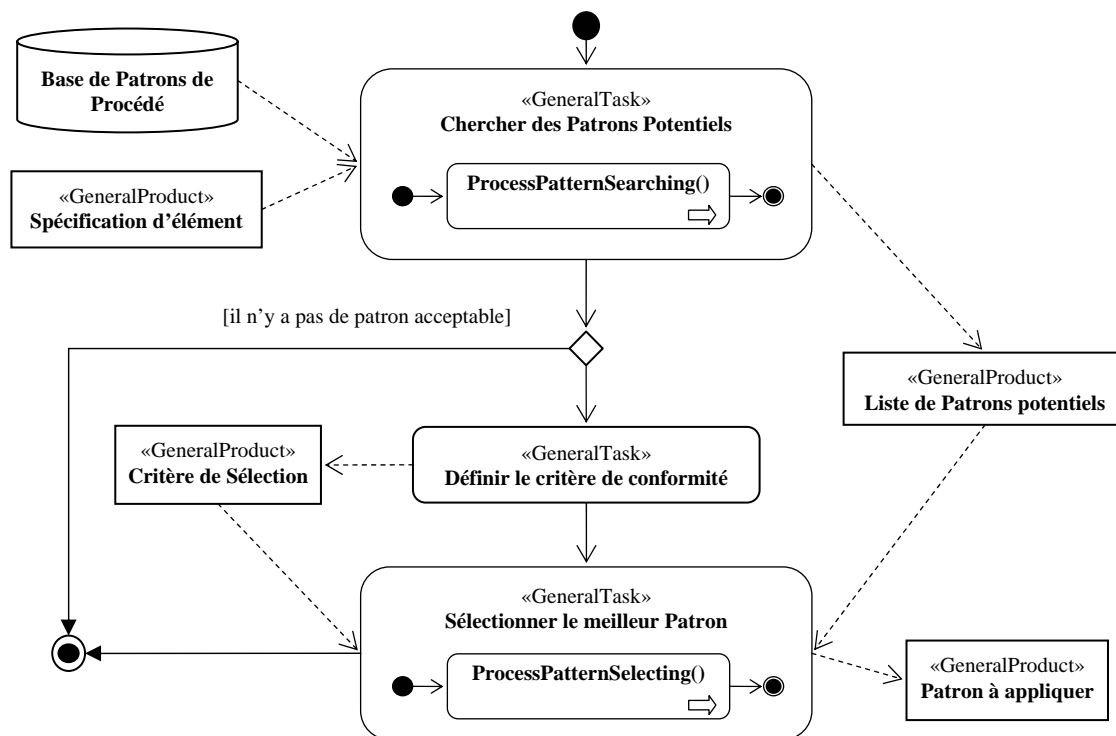 Base de Patrons de
Procédé
«GeneralTask»
Chercher des Patrons Potentiels
ProcessPatternSearching()
«GeneralProduct»
Spécification d’élément
[il n’y a pas de patron acceptable]
«GeneralProduct»
Liste de Patrons potentiels
«GeneralProduct»
Critère de Sélection
«GeneralTask»
Définir le critère de conformité
«GeneralTask»
Sélectionner le meilleur Patron
ProcessPatternSelecting()
«GeneralProduct»
Patron à appliquer